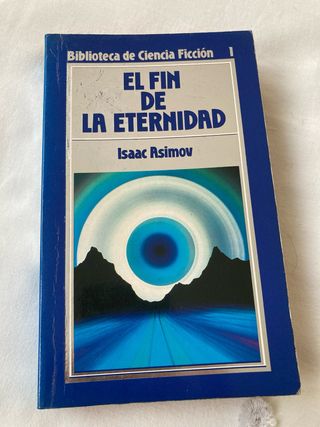 Biblioteca de Ciencia Ficción 1
EL FIN
DE
LA ETERNIDAD
Isaac Asimov